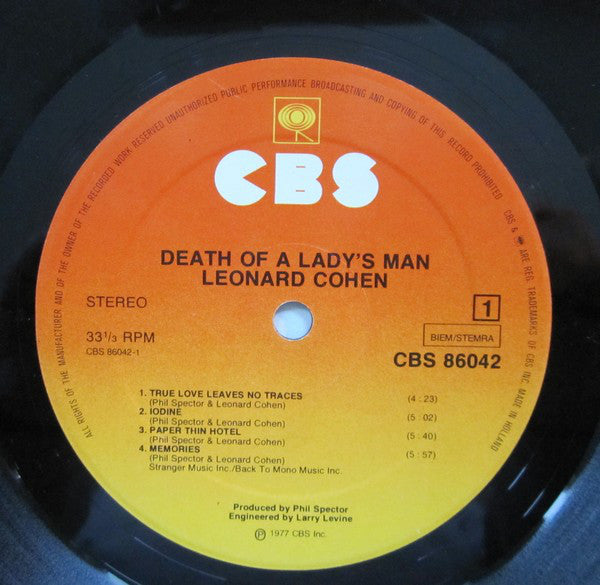 ALL RIGHTS OF THE MANUFACTURER AND OF THE OWNER OF THE RECORDED WORK RESERVED UNAUTHORIZED PUBLIC PERFORMANCE BROADCASTING AND COPYING OF THIS RECORD PROHIBITED CBS & ARE REG. TRADEMARKS OF CBS INC. MADE IN HOLLAND
CBS
DEATH OF A LADY'S MAN
LEONARD COHEN
STEREO
1
33 1/3 RPM
BIEM/STEMRA
CBS 86042-1
CBS 86042
1. TRUE LOVE LEAVES NO TRACES (4 : 23)
(Phil Spector & Leonard Cohen)
2. IODINE (5 : 02)
(Phil Spector & Leonard Cohen)
3. PAPER THIN HOTEL (5 : 40)
(Phil Spector & Leonard Cohen)
4. MEMORIES (5 : 57)
(Phil Spector & Leonard Cohen)
Stranger Music Inc./Back To Mono Music Inc.
Produced by Phil Spector
Engineered by Larry Levine
℗ 1977 CBS Inc.